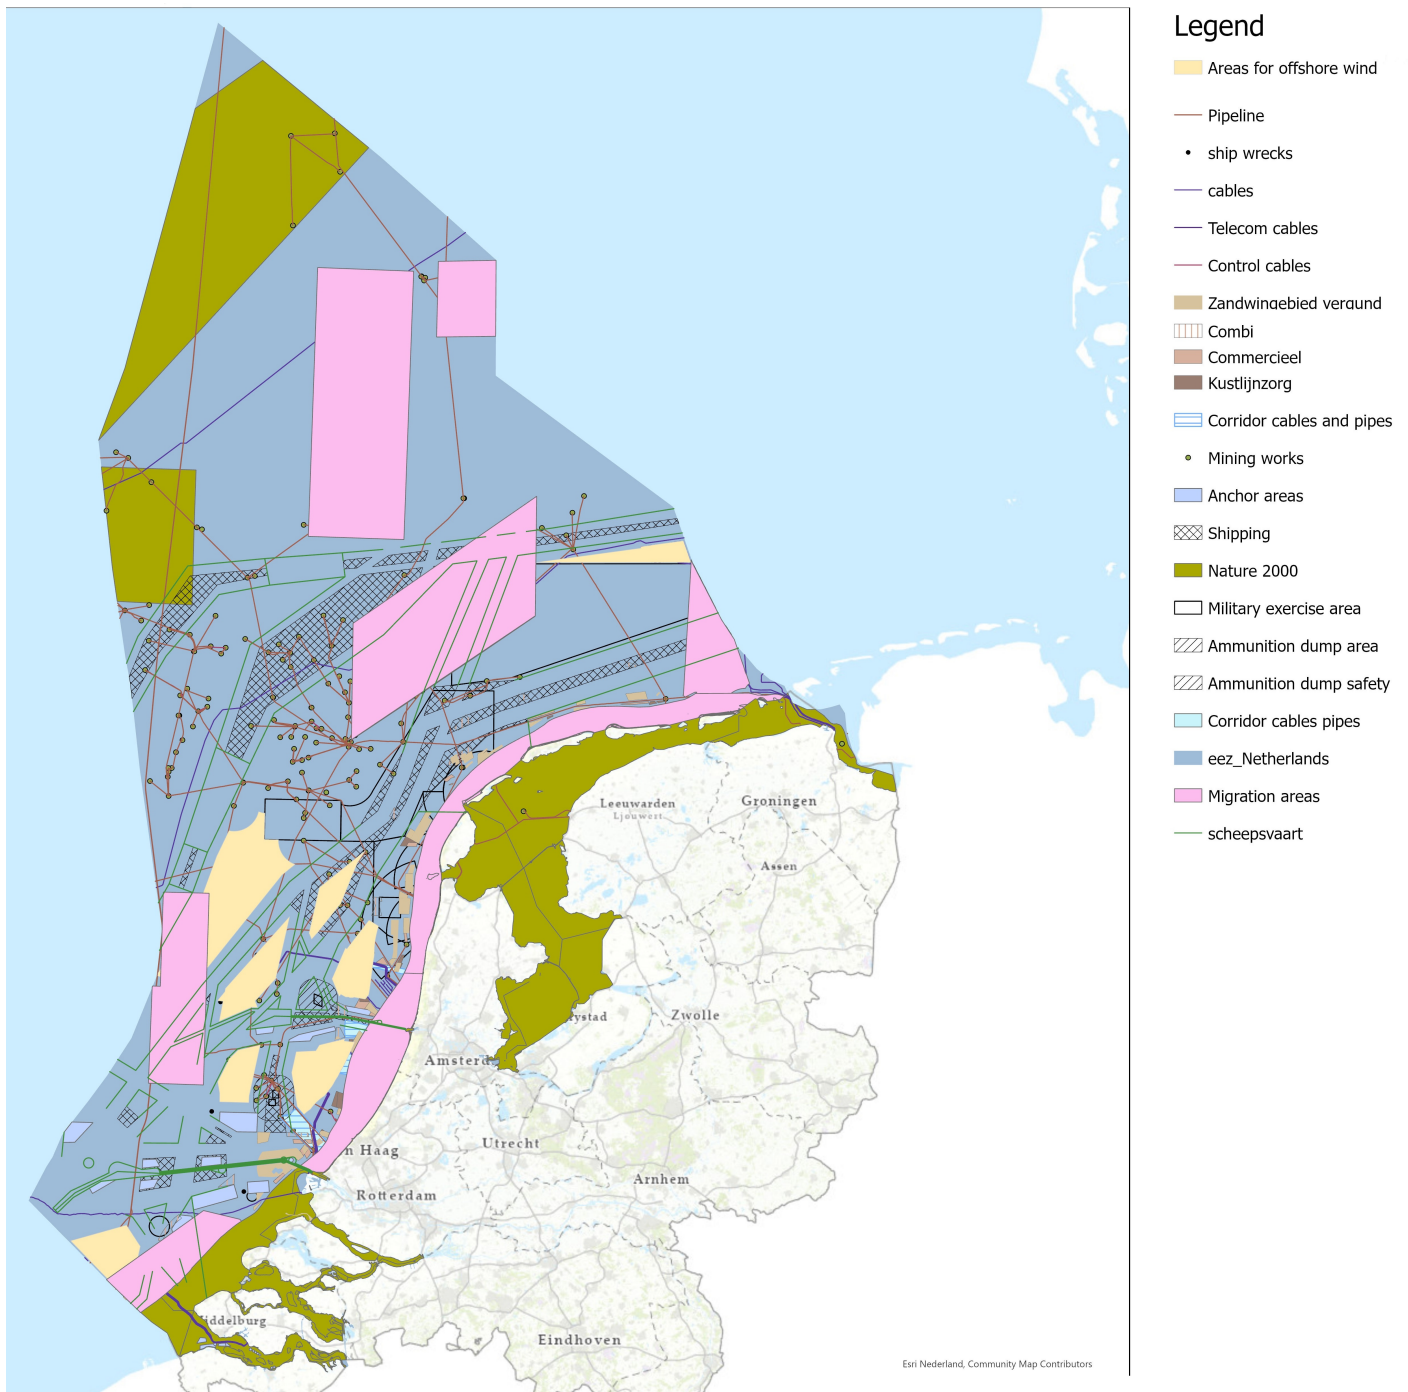 Legend
Areas for offshore wind
Pipeline
ship wrecks
cables
Telecom cables
Control cables
Zandwingebied vergund
Combi
Commercieel
Kustlijnzorg
Corridor cables and pipes
Mining works
Anchor areas
Shipping
Nature 2000
Military exercise area
Ammunition dump area
Ammunition dump safety
Corridor cables pipes
eez_Netherlands
Migration areas
scheepsvaart
Leeuwarden
Ljouwert
Groningen
Assen
Zwolle
ystad
Amsterd
Utrecht
n Haag
Arnhem
Rotterdam
iddelburg
Eindhoven
Esri Nederland, Community Map Contributors